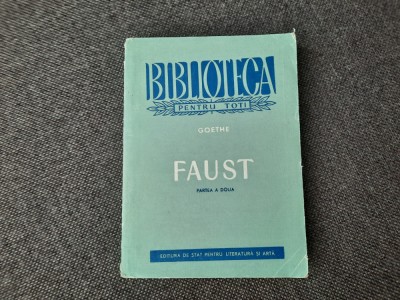 BIBLIOTECA
PENTRU TOȚI
GOETHE
FAUST
PARTEA A DOUA
EDITURA DE STAT PENTRU LITERATURĂ ȘI ARTĂ